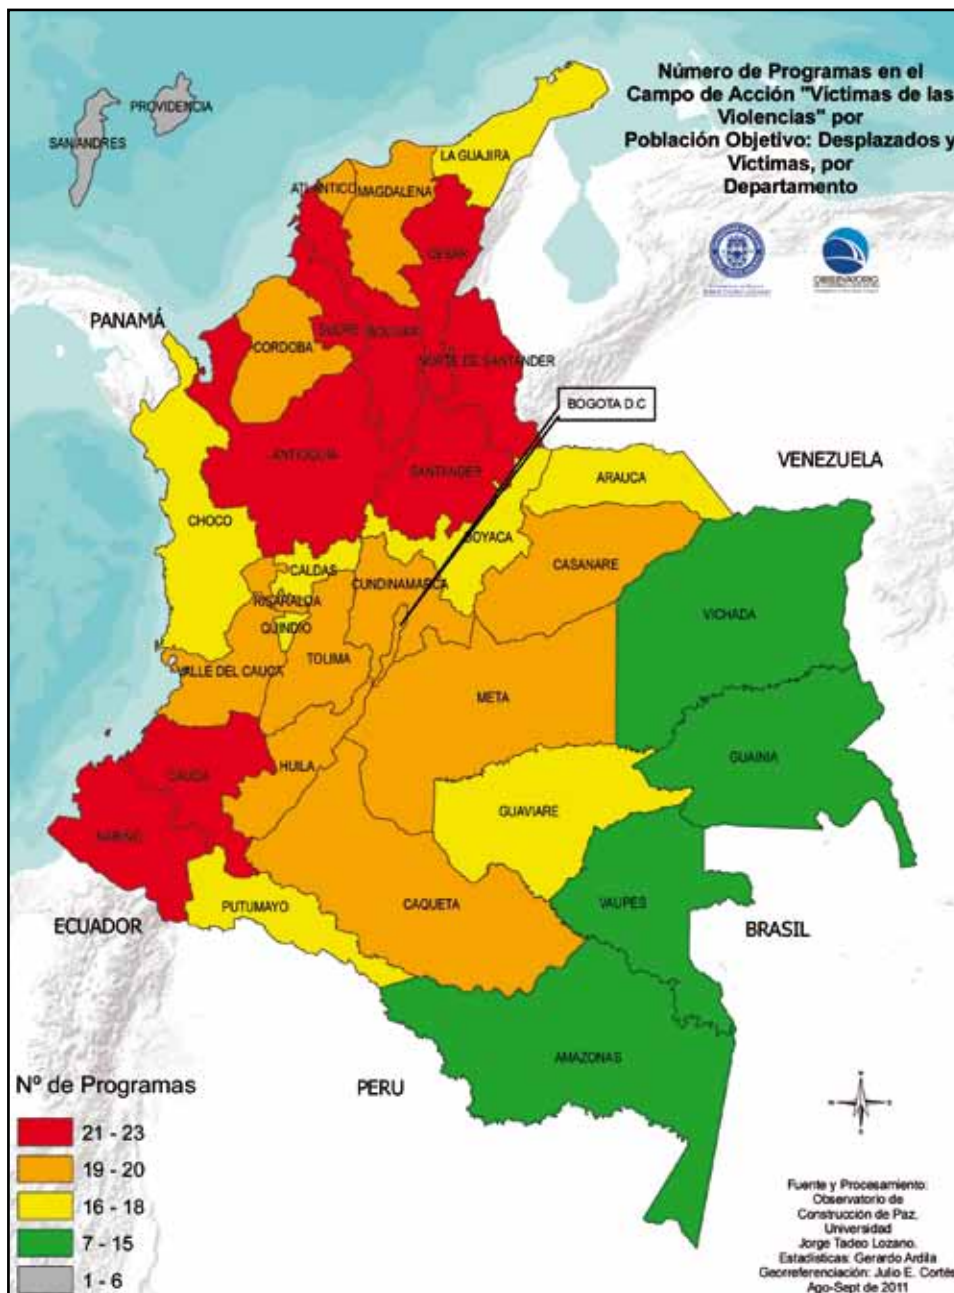 Número de Programas en el
Campo de Acción "Víctimas de las
Violencias" por
Población Objetivo: Desplazados y
Víctimas, por
Departamento
PROVIDENCIA
SAN ANDRES
LA GUAJIRA
ATLANTICO
MAGDALENA
CESAR
OBSERVATORIO
PANAMÁ
SUCRE
BOLIVAR
CORDOBA
NORTE DE SANTANDER
BOGOTA D.C
ANTIOQUIA
SANTANDER
VENEZUELA
ARAUCA
CHOCO
BOYACA
CALDAS
CUNDINAMARCA
CASANARE
RISARALDA
VICHADA
QUINDIO
TOLIMA
VALLE DEL CAUCA
META
GUAINIA
CAUCA
HUILA
GUAVIARE
NARIÑO
PUTUMAYO
CAQUETA
VAUPES
ECUADOR
BRASIL
AMAZONAS
PERU
Nº de Programas
21 - 23
19 - 20
16 - 18
7 - 15
1 - 6
Fuente y Procesamiento:
Observatorio de
Construcción de Paz,
Universidad
Jorge Tadeo Lozano.
Estadísticas: Gerardo Ardila
Georreferenciación: Julio E. Cortés
Ago-Sept de 2011